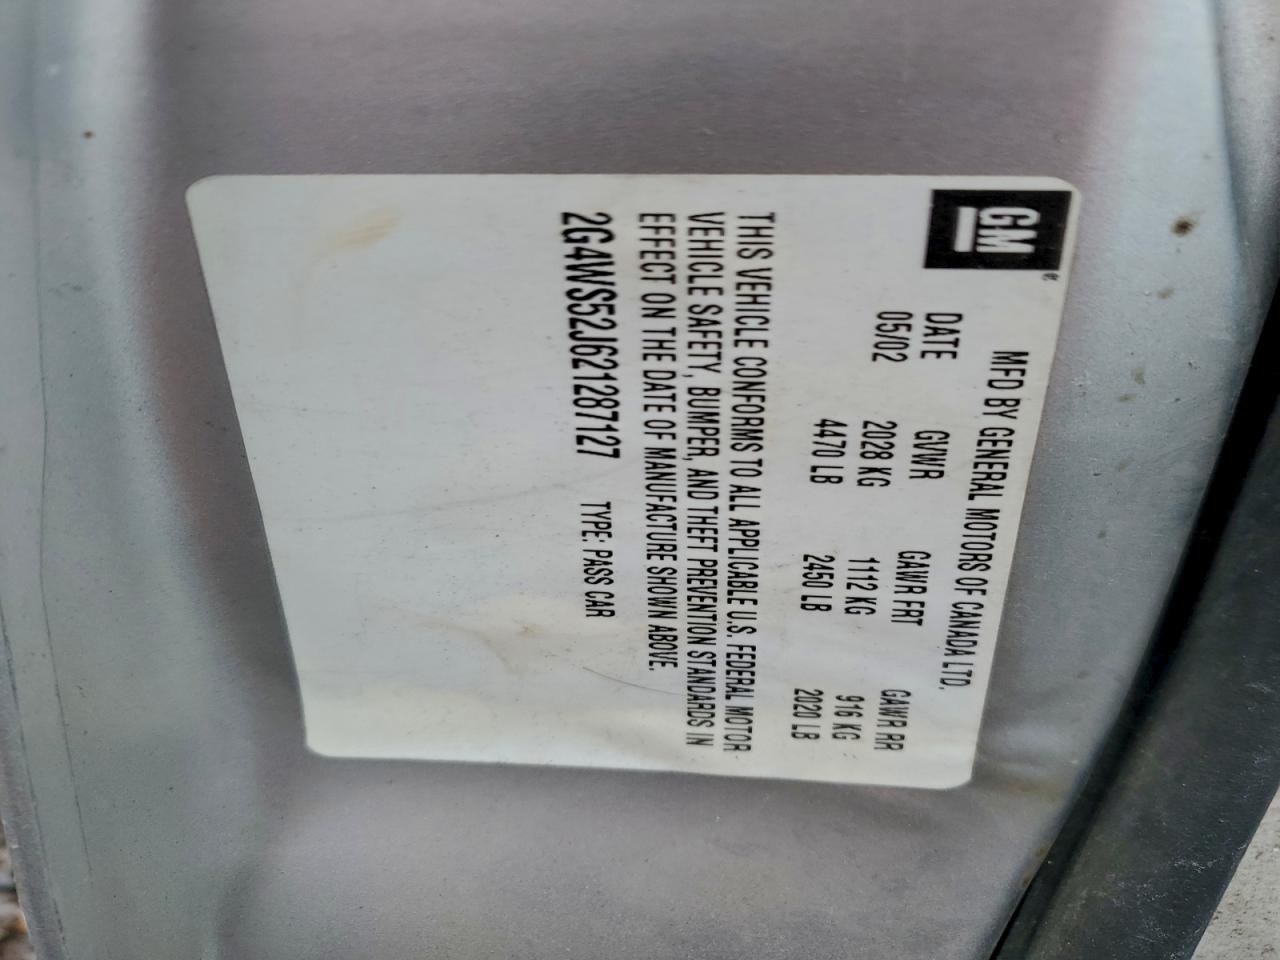 GM®
MFD BY GENERAL MOTORS OF CANADA LTD.
DATE GVWR GAWR FRT GAWR RR
05/02 2028 KG 1112 KG 916 KG
4470 LB 2450 LB 2020 LB
THIS VEHICLE CONFORMS TO ALL APPLICABLE U.S. FEDERAL MOTOR
VEHICLE SAFETY, BUMPER, AND THEFT PREVENTION STANDARDS IN
EFFECT ON THE DATE OF MANUFACTURE SHOWN ABOVE.
2G4WS52J621287127 TYPE: PASS CAR